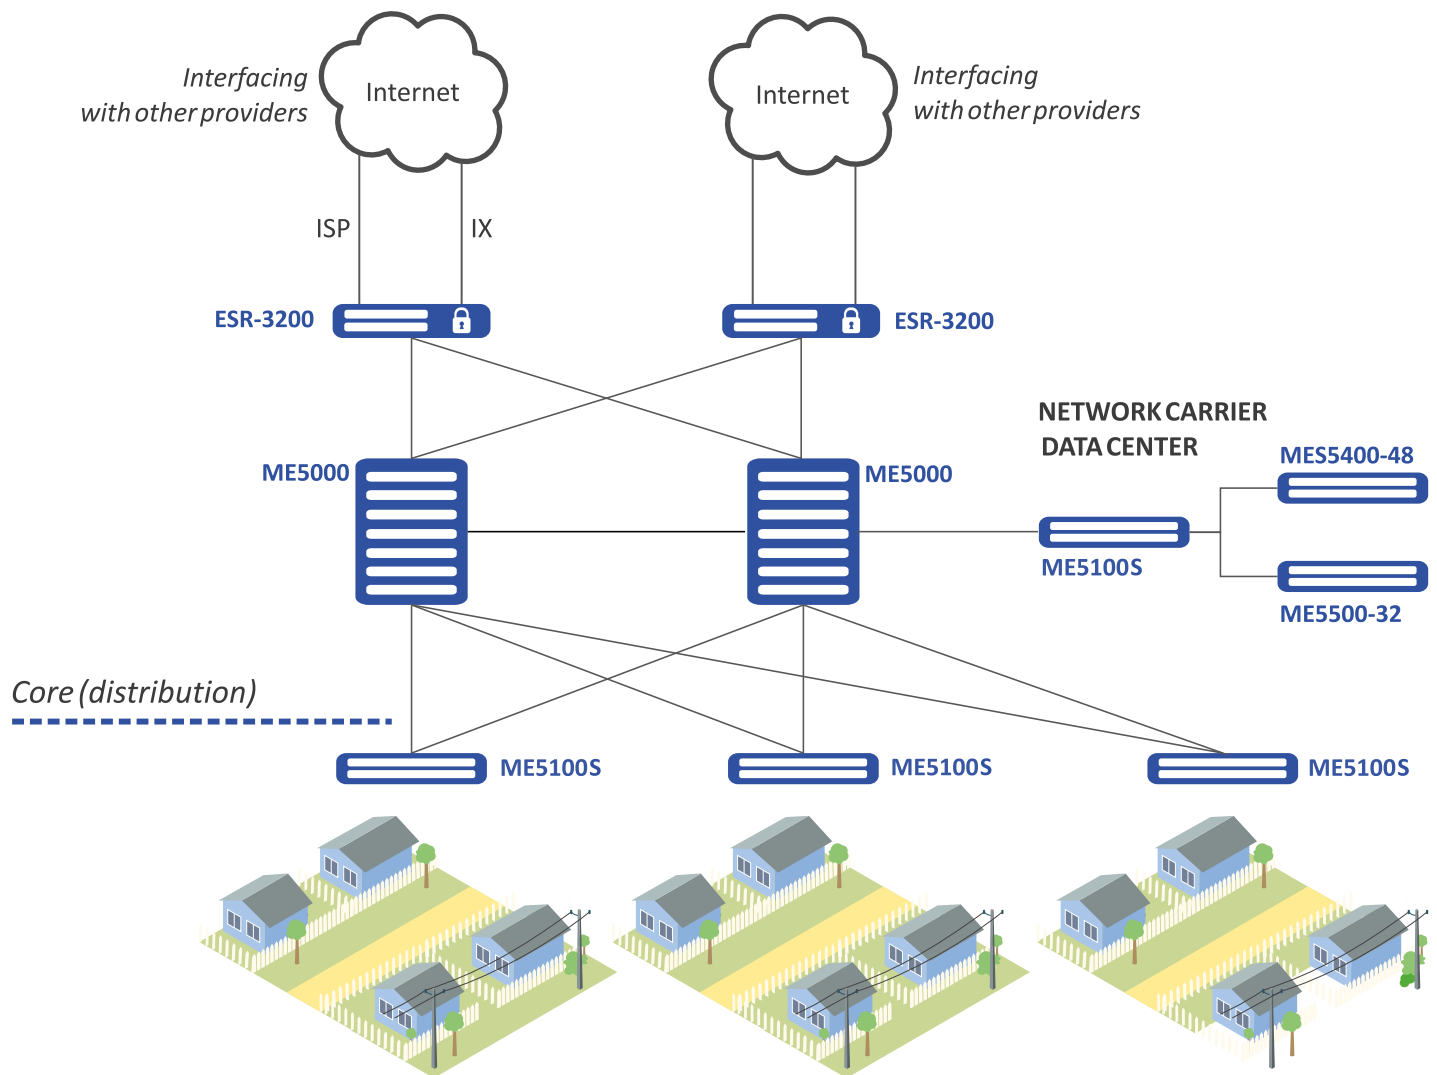 Interfacing
with other providers
Internet
Internet
Interfacing
with other providers
ISP
IX
ESR-3200
ESR-3200
NETWORK CARRIER
DATA CENTER
ME5000
ME5000
MES5400-48
ME5100S
ME5500-32
Core (distribution)
ME5100S
ME5100S
ME5100S